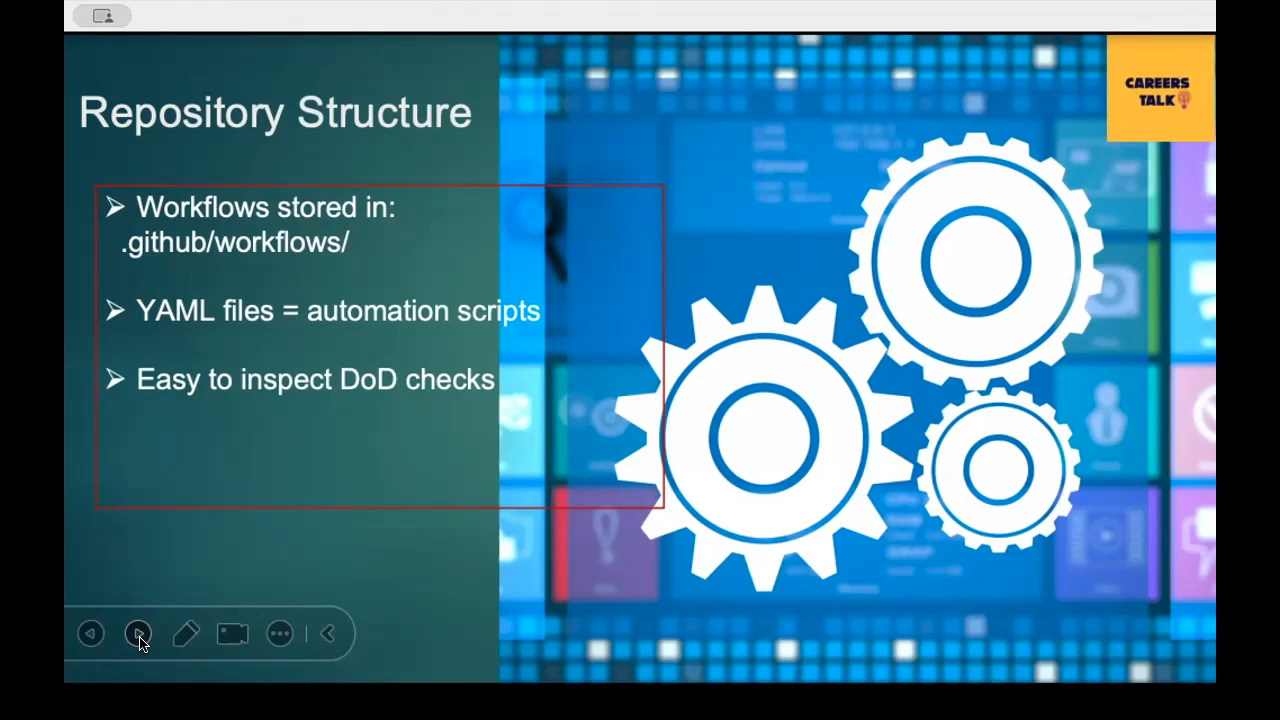 CAREERS
TALK
Repository Structure
➢ Workflows stored in:
.github/workflows/
➢ YAML files = automation scripts
➢ Easy to inspect DoD checks